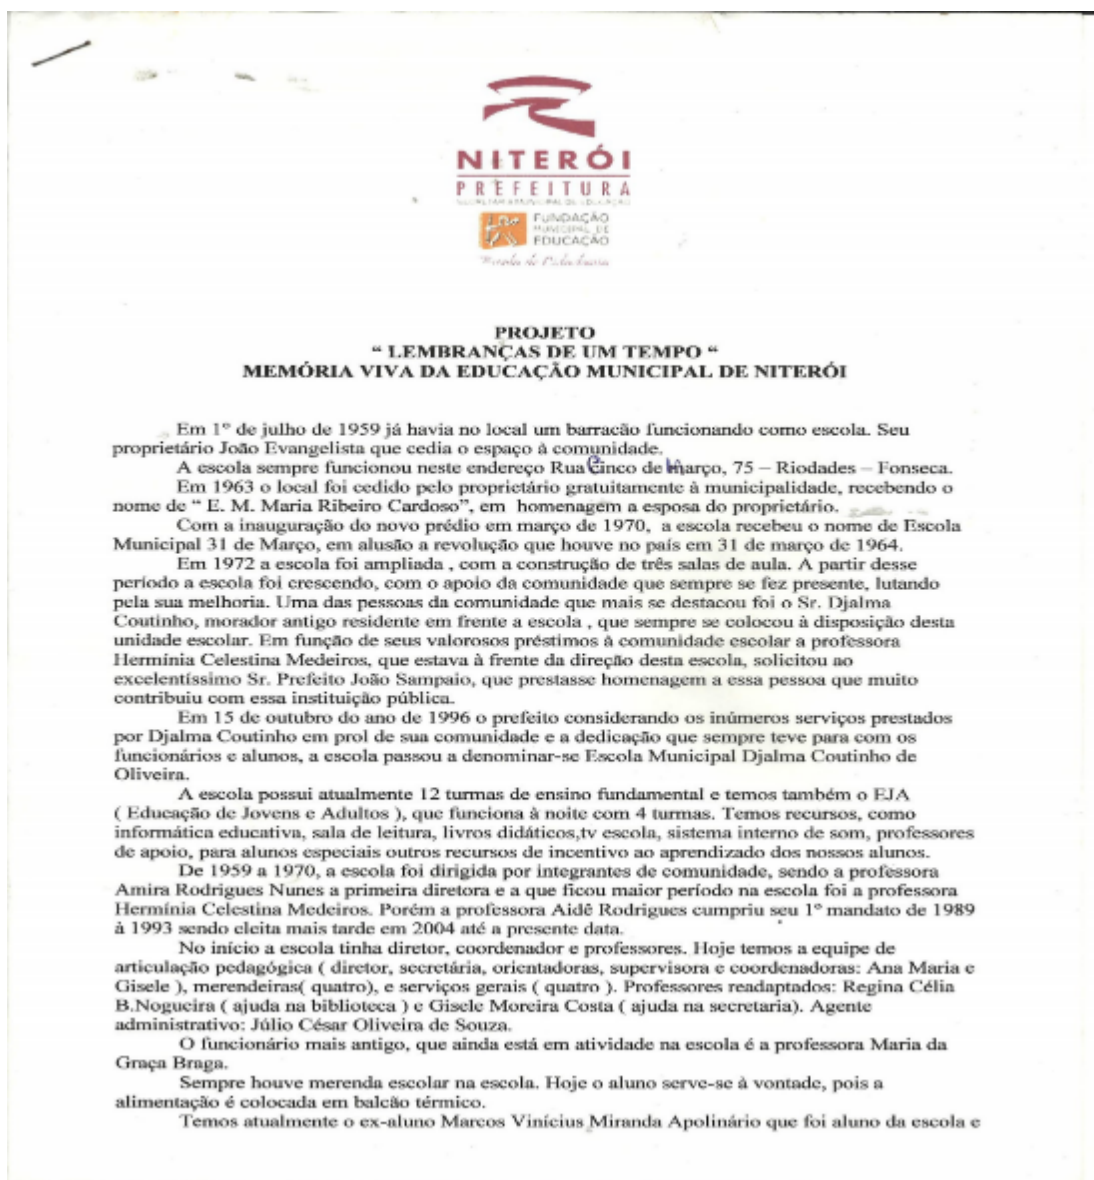 NITERÓI
PREFEITURA
SECRETARIA MUNICIPAL DE EDUCAÇÃO
FUNDAÇÃO
MUNICIPAL DE
EDUCAÇÃO
PROJETO
“ LEMBRANÇAS DE UM TEMPO “
MEMÓRIA VIVA DA EDUCAÇÃO MUNICIPAL DE NITERÓI
Em 1º de julho de 1959 já havia no local um barracão funcionando como escola. Seu
proprietário João Evangelista que cedia o espaço à comunidade.
A escola sempre funcionou neste endereço Rua Cinco de Março, 75 – Riodades – Fonseca.
Em 1963 o local foi cedido pelo proprietário gratuitamente à municipalidade, recebendo o
nome de “ E. M. Maria Ribeiro Cardoso”, em homenagem a esposa do proprietário.
Com a inauguração do novo prédio em março de 1970, a escola recebeu o nome de Escola
Municipal 31 de Março, em alusão a revolução que houve no país em 31 de março de 1964.
Em 1972 a escola foi ampliada , com a construção de três salas de aula. A partir desse
período a escola foi crescendo, com o apoio da comunidade que sempre se fez presente, lutando
pela sua melhoria. Uma das pessoas da comunidade que mais se destacou foi o Sr. Djalma
Coutinho, morador antigo residente em frente a escola , que sempre se colocou à disposição desta
unidade escolar. Em função de seus valorosos préstimos à comunidade escolar a professora
Hermínia Celestina Medeiros, que estava à frente da direção desta escola, solicitou ao
excelentíssimo Sr. Prefeito João Sampaio, que prestasse homenagem a essa pessoa que muito
contribuiu com essa instituição pública.
Em 15 de outubro do ano de 1996 o prefeito considerando os inúmeros serviços prestados
por Djalma Coutinho em prol de sua comunidade e a dedicação que sempre teve para com os
funcionários e alunos, a escola passou a denominar-se Escola Municipal Djalma Coutinho de
Oliveira.
A escola possui atualmente 12 turmas de ensino fundamental e temos também o EJA
( Educação de Jovens e Adultos ), que funciona à noite com 4 turmas. Temos recursos, como
informática educativa, sala de leitura, livros didáticos,tv escola, sistema interno de som, professores
de apoio, para alunos especiais outros recursos de incentivo ao aprendizado dos nossos alunos.
De 1959 a 1970, a escola foi dirigida por integrantes de comunidade, sendo a professora
Amira Rodrigues Nunes a primeira diretora e a que ficou maior período na escola foi a professora
Hermínia Celestina Medeiros. Porém a professora Aidê Rodrigues cumpriu seu 1º mandato de 1989
à 1993 sendo eleita mais tarde em 2004 até a presente data.
No início a escola tinha diretor, coordenador e professores. Hoje temos a equipe de
articulação pedagógica ( diretor, secretária, orientadoras, supervisora e coordenadoras: Ana Maria e
Gisele ), merendeiras( quatro), e serviços gerais ( quatro ). Professores readaptados: Regina Célia
B.Nogueira ( ajuda na biblioteca ) e Gisele Moreira Costa ( ajuda na secretaria). Agente
administrativo: Júlio César Oliveira de Souza.
O funcionário mais antigo, que ainda está em atividade na escola é a professora Maria da
Graça Braga.
Sempre houve merenda escolar na escola. Hoje o aluno serve-se à vontade, pois a
alimentação é colocada em balcão térmico.
Temos atualmente o ex-aluno Marcos Vinícius Miranda Apolinário que foi aluno da escola e